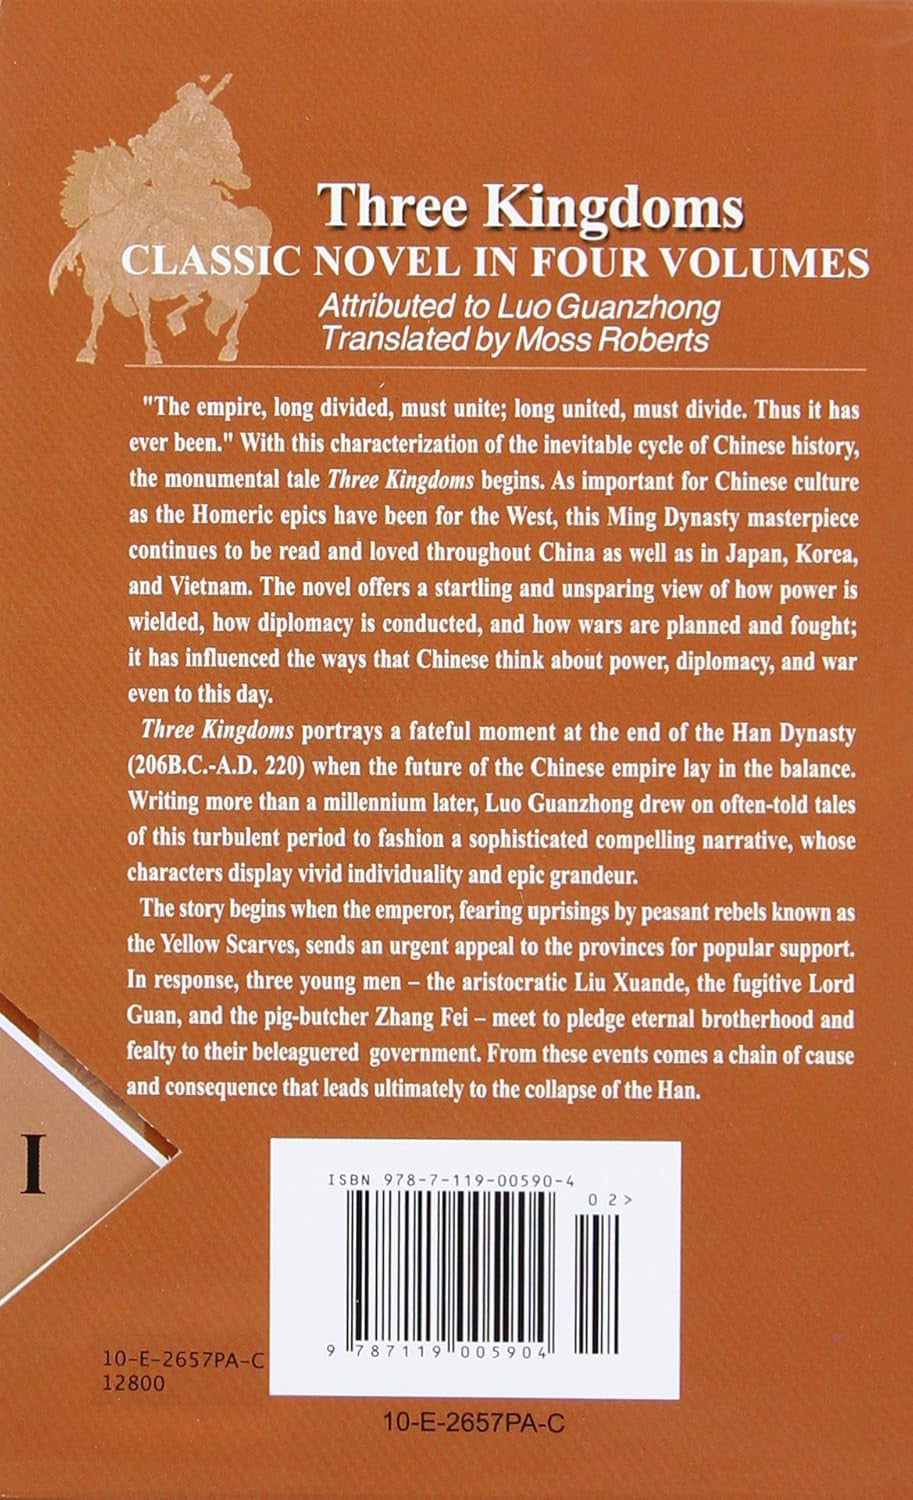 Three Kingdoms
CLASSIC NOVEL IN FOUR VOLUMES
Attributed to Luo Guanzhong
Translated by Moss Roberts
"The empire, long divided, must unite; long united, must divide. Thus it has
ever been." With this characterization of the inevitable cycle of Chinese history,
the monumental tale Three Kingdoms begins. As important for Chinese culture
as the Homeric epics have been for the West, this Ming Dynasty masterpiece
continues to be read and loved throughout China as well as in Japan, Korea,
and Vietnam. The novel offers a startling and unsparing view of how power is
wielded, how diplomacy is conducted, and how wars are planned and fought;
it has influenced the ways that Chinese think about power, diplomacy, and war
even to this day.
Three Kingdoms portrays a fateful moment at the end of the Han Dynasty
(206B.C.-A.D. 220) when the future of the Chinese empire lay in the balance.
Writing more than a millennium later, Luo Guanzhong drew on often-told tales
of this turbulent period to fashion a sophisticated compelling narrative, whose
characters display vivid individuality and epic grandeur.
The story begins when the emperor, fearing uprisings by peasant rebels known as
the Yellow Scarves, sends an urgent appeal to the provinces for popular support.
In response, three young men – the aristocratic Liu Xuande, the fugitive Lord
Guan, and the pig-butcher Zhang Fei – meet to pledge eternal brotherhood and
fealty to their beleaguered government. From these events comes a chain of cause
and consequence that leads ultimately to the collapse of the Han.
I
ISBN 978-7-119-00590-4
02>
9 787119 005904
10-E-2657PA-C
12800
10-E-2657PA-C